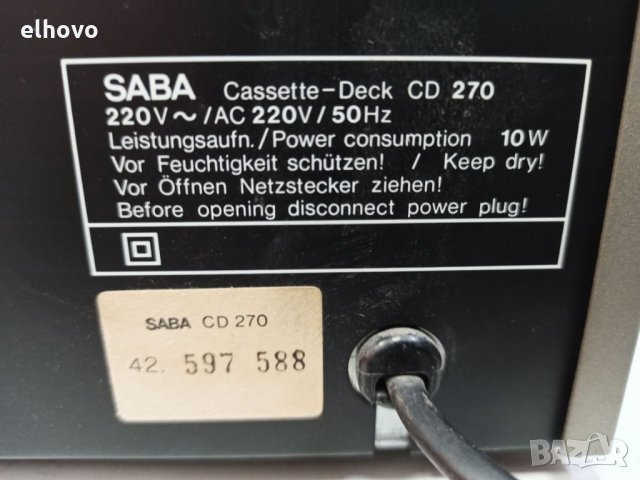 elhovo
SABA Cassette-Deck CD 270
220V~/AC 220V/50Hz
Leistungsaufn./Power consumption 10W
Vor Feuchtigkeit schützen! / Keep dry!
Vor Öffnen Netzstecker ziehen!
Before opening disconnect power plug!
SABA CD 270
42. 597 588
BAZAR